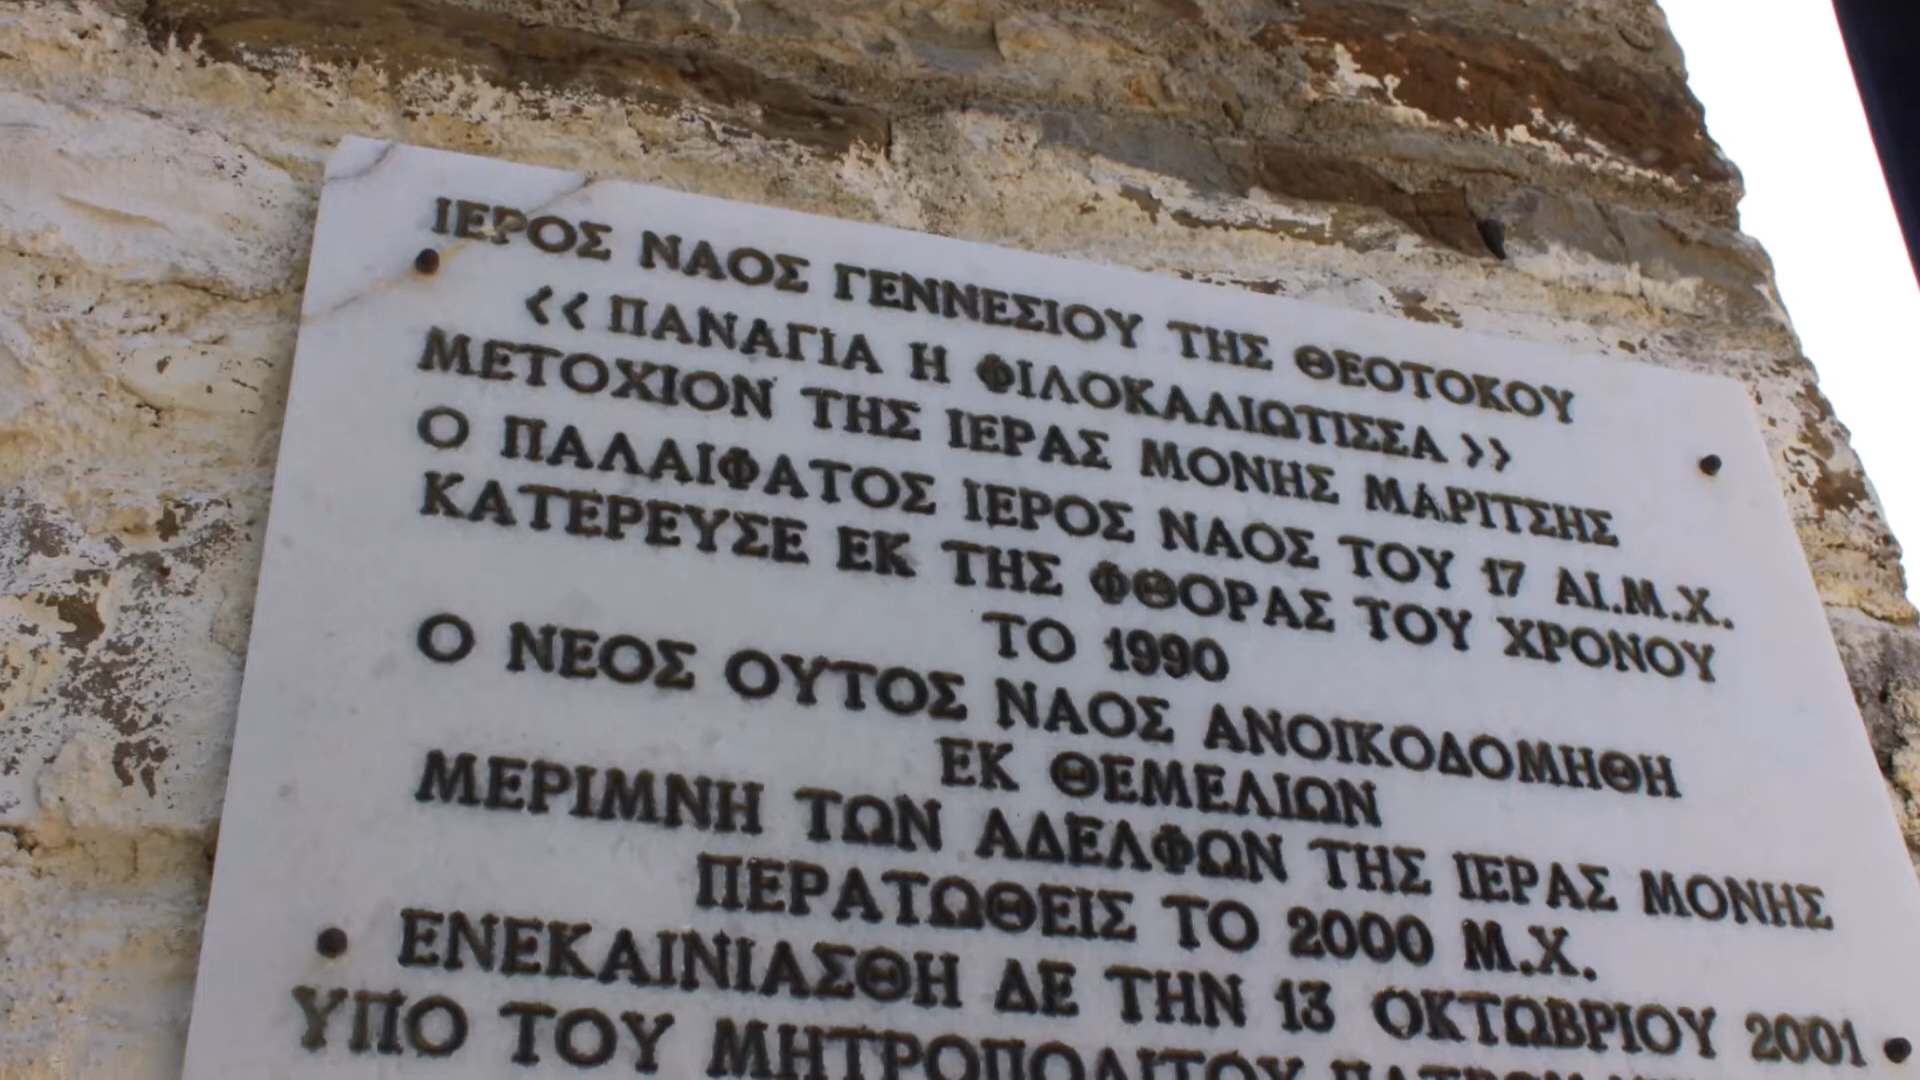 ΙΕΡΟΣ ΝΑΟΣ ΓΕΝΝΕΣΙΟΥ ΤΗΣ ΘΕΟΤΟΚΟΥ
<< ΠΑΝΑΓΙΑ Η ΦΙΛΟΚΑΛΙΩΤΙΣΣΑ >>
ΜΕΤΟΧΙΟΝ ΤΗΣ ΙΕΡΑΣ ΜΟΝΗΣ ΜΑΡΙΤΣΗΣ
Ο ΠΑΛΑΙΦΑΤΟΣ ΙΕΡΟΣ ΝΑΟΣ ΤΟΥ 17 ΑΙ.Μ.Χ.
ΚΑΤΕΡΕΥΣΕ ΕΚ ΤΗΣ ΦΘΟΡΑΣ ΤΟΥ ΧΡΟΝΟΥ
ΤΟ 1990
Ο ΝΕΟΣ ΟΥΤΟΣ ΝΑΟΣ ΑΝΟΙΚΟΔΟΜΗΘΗ
ΕΚ ΘΕΜΕΛΙΩΝ
ΜΕΡΙΜΝΗ ΤΩΝ ΑΔΕΛΦΩΝ ΤΗΣ ΙΕΡΑΣ ΜΟΝΗΣ
ΠΕΡΑΤΩΘΕΙΣ ΤΟ 2000 Μ.Χ.
ΕΝΕΚΑΙΝΙΑΣΘΗ ΔΕ ΤΗΝ 13 ΟΚΤΩΒΡΙΟΥ 2001
ΥΠΟ ΤΟΥ ΜΗΤΡΟΠΟΛΙΤΟΥ